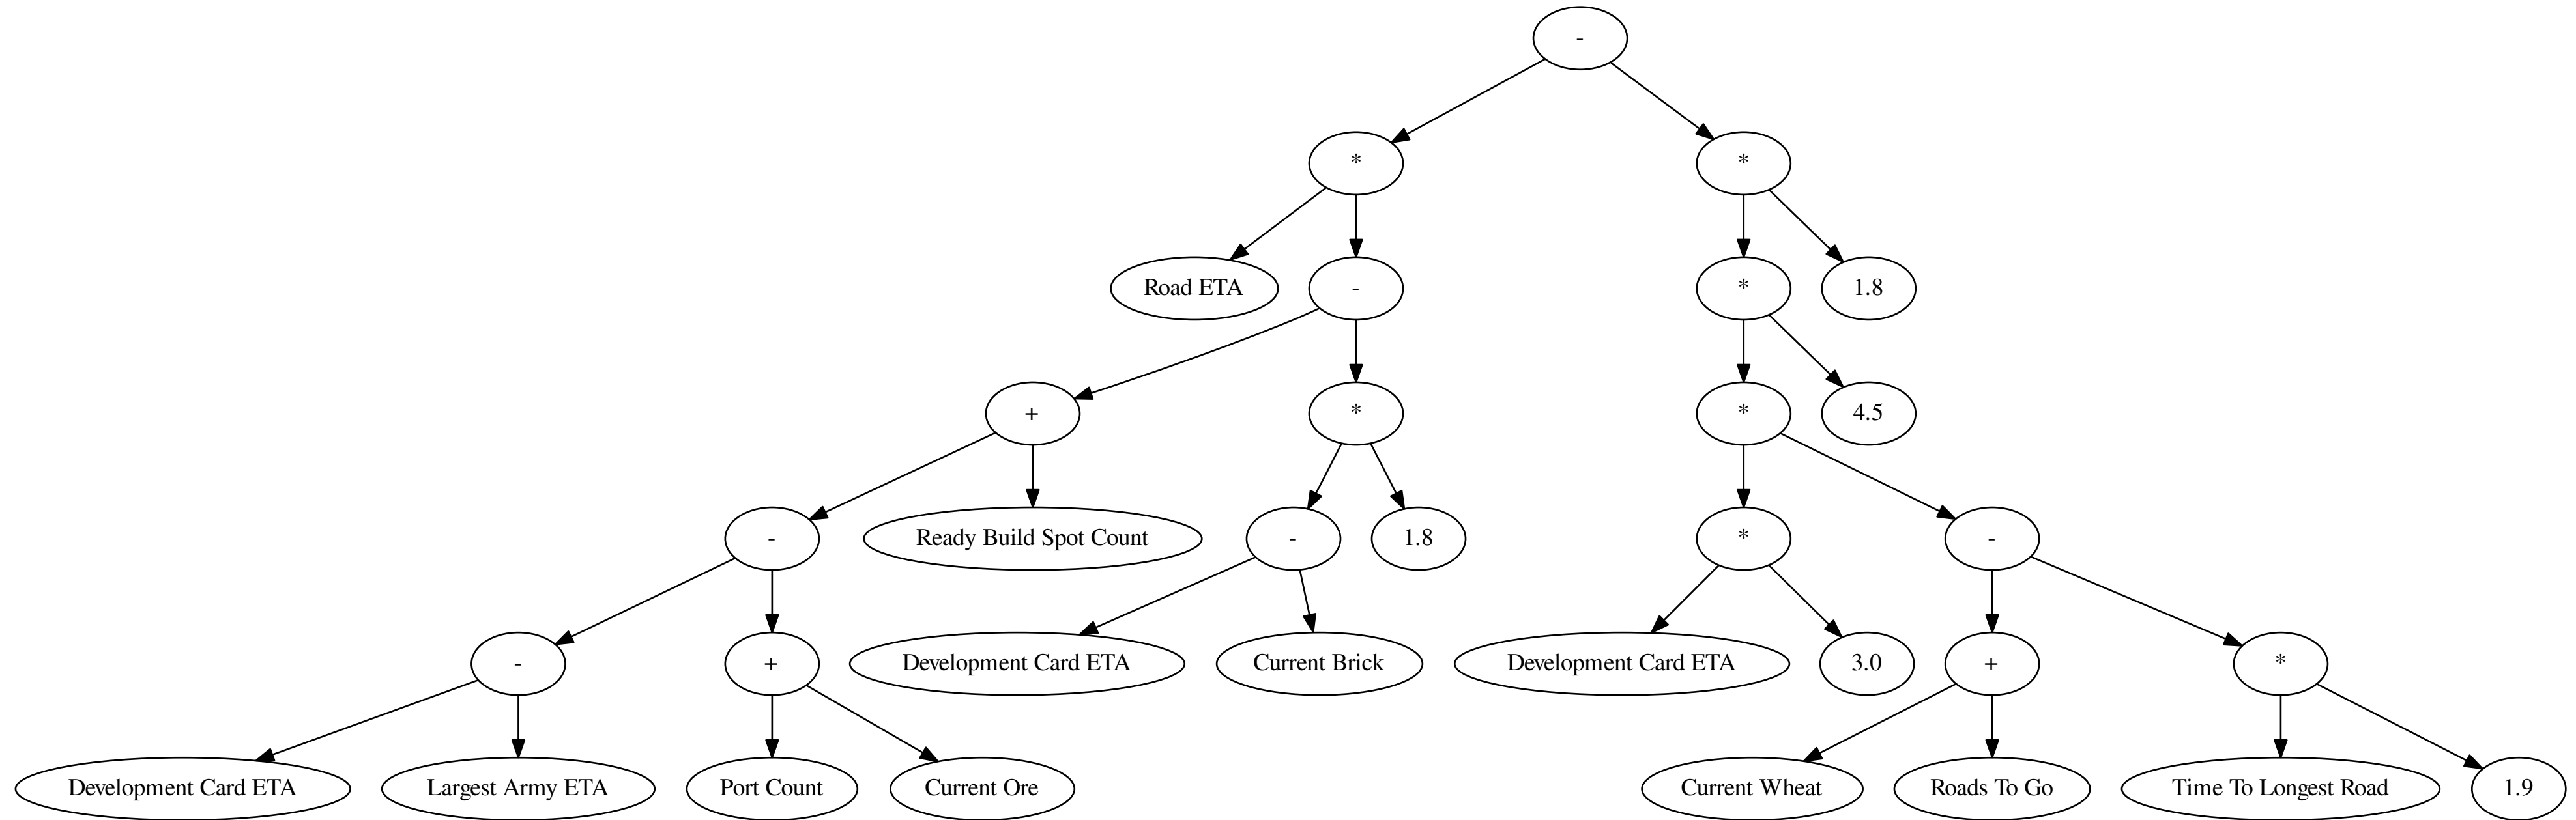 -
* *
Road ETA - * 1.8
+ * * 4.5
- Ready Build Spot Count - 1.8 * -
- + Development Card ETA Current Brick Development Card ETA 3.0 + *
Development Card ETA Largest Army ETA Port Count Current Ore Current Wheat Roads To Go Time To Longest Road 1.9